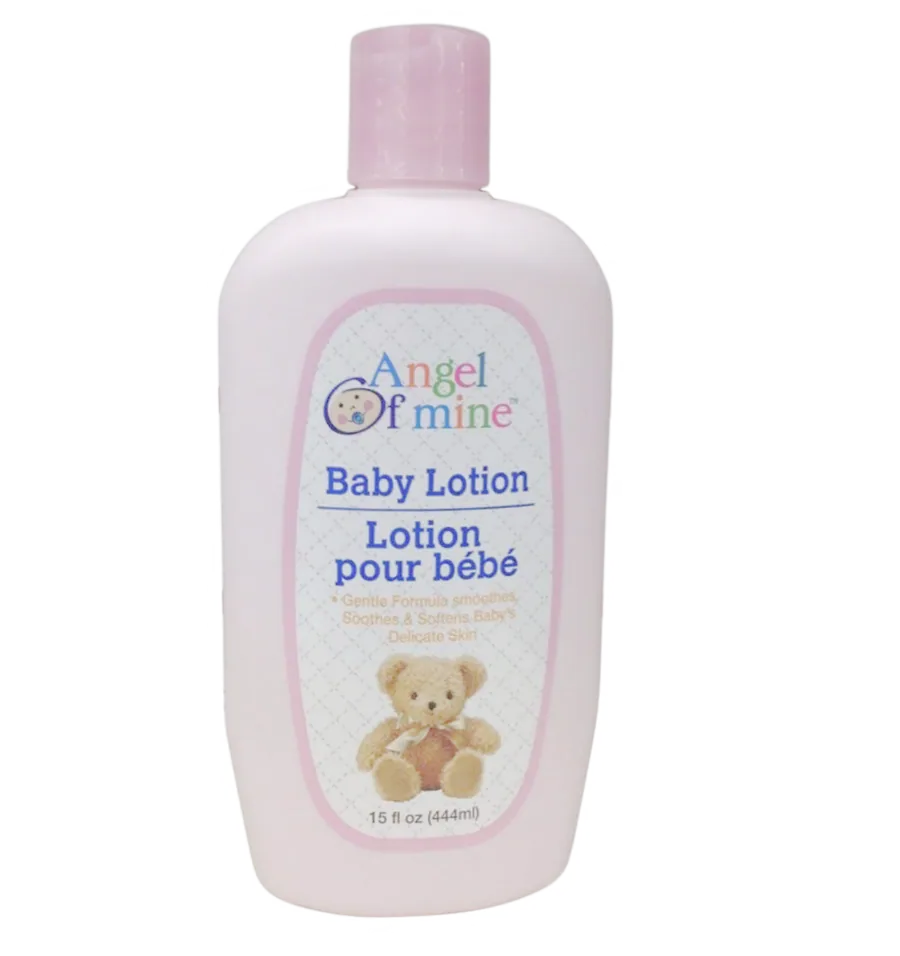 Angel
Of mine™
Baby Lotion
Lotion
pour bébé
* Gentle Formula smoothes,
Soothes & Softens Baby's
Delicate Skin
15 fl oz (444ml)